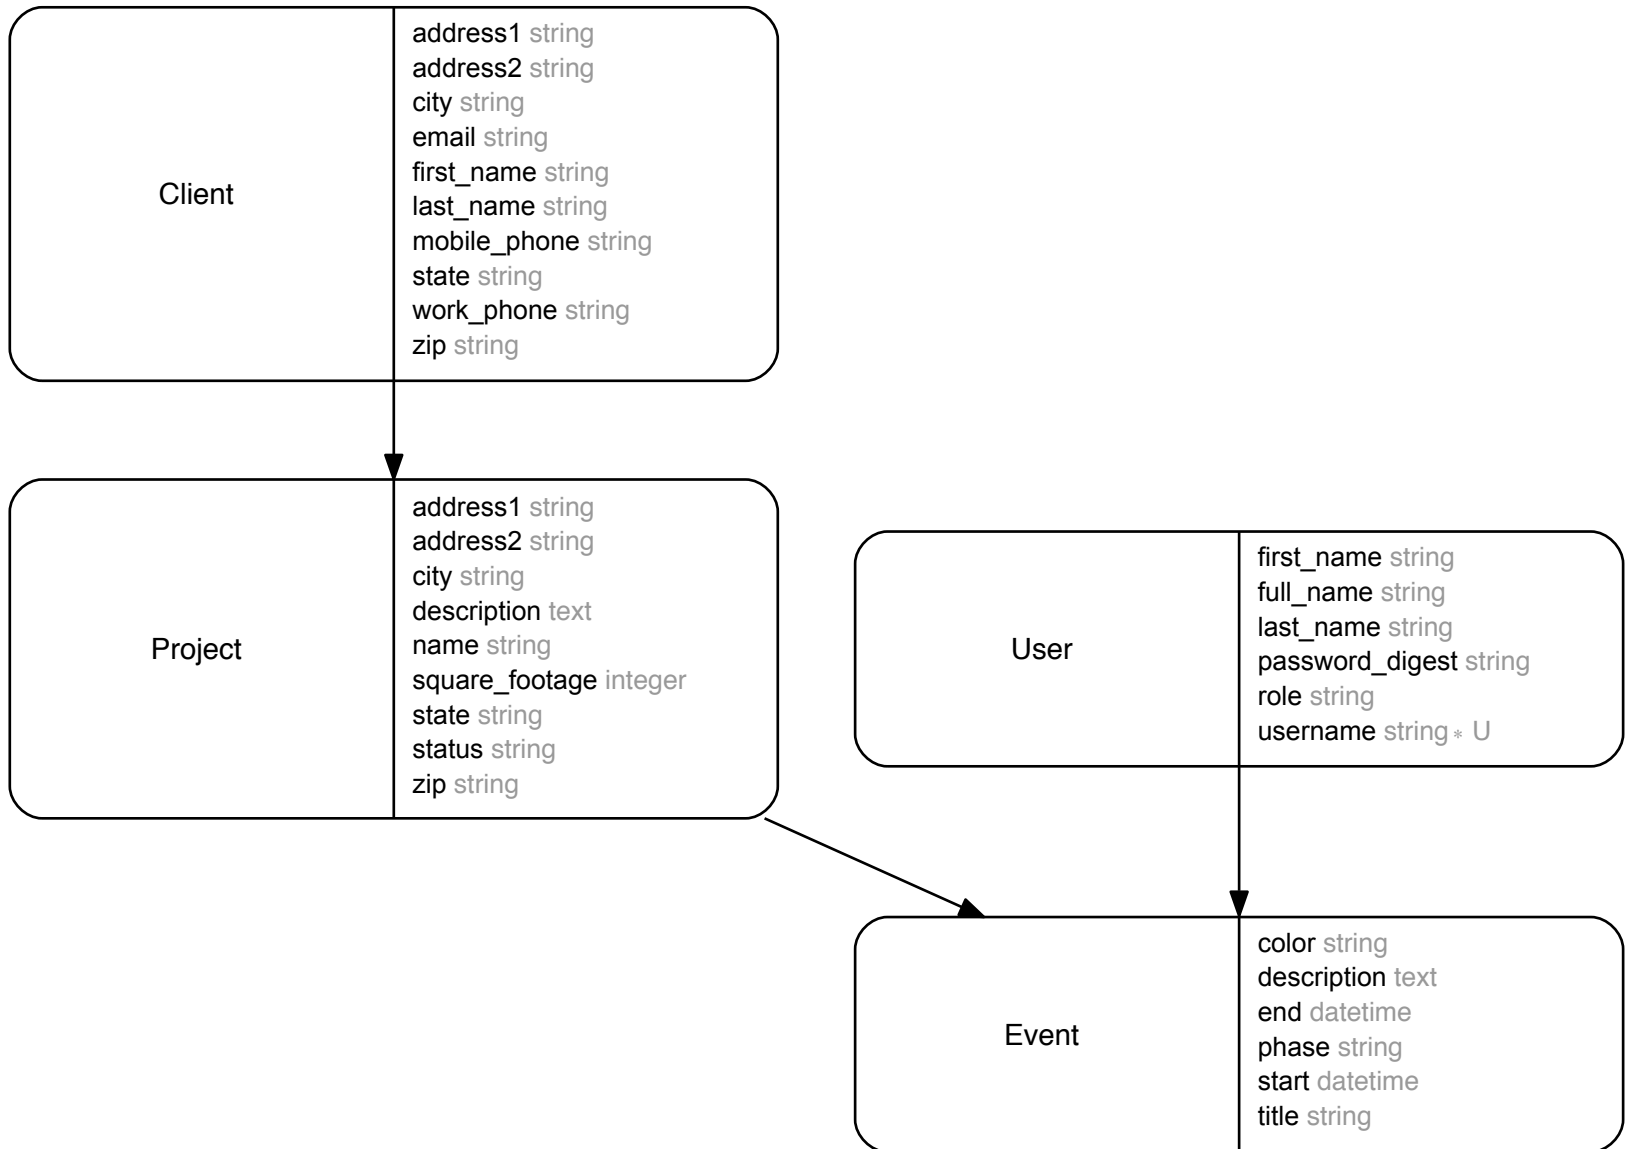 Client
address1 string
address2 string
city string
email string
first_name string
last_name string
mobile_phone string
state string
work_phone string
zip string
Project
address1 string
address2 string
city string
description text
name string
square_footage integer
state string
status string
zip string
User
first_name string
full_name string
last_name string
password_digest string
role string
username string * U
Event
color string
description text
end datetime
phase string
start datetime
title string